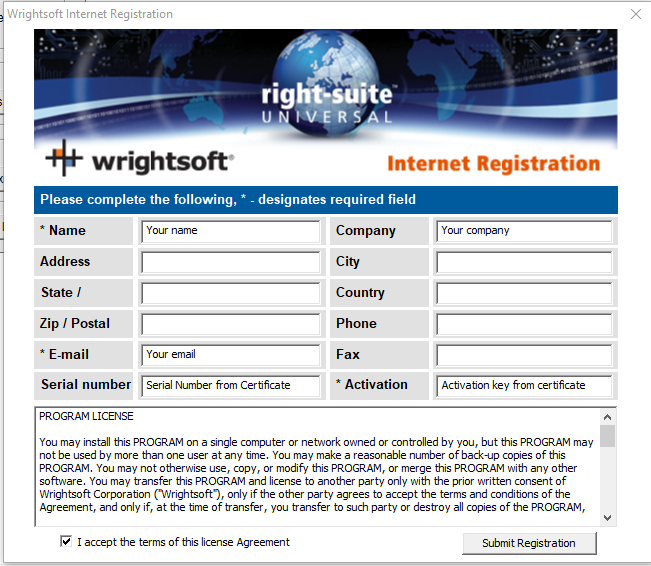 Wrightsoft Internet Registration
right-suite™
UNIVERSAL
wrightsoft®
Internet Registration
Please complete the following, * - designates required field
* Name Your name Company Your company
Address City
State / Country
Zip / Postal Phone
* E-mail Your email Fax
Serial number Serial Number from Certificate * Activation Activation key from certificate
PROGRAM LICENSE
You may install this PROGRAM on a single computer or network owned or controlled by you, but this PROGRAM may
not be used by more than one user at any time. You may make a reasonable number of back-up copies of this
PROGRAM. You may not otherwise use, copy, or modify this PROGRAM, or merge this PROGRAM with any other
software. You may transfer this PROGRAM and license to another party only with the prior written consent of
Wrightsoft Corporation ("Wrightsoft"), only if the other party agrees to accept the terms and conditions of the
Agreement, and only if, at the time of transfer, you transfer to such party or destroy all copies of the PROGRAM,
I accept the terms of this license Agreement
Submit Registration